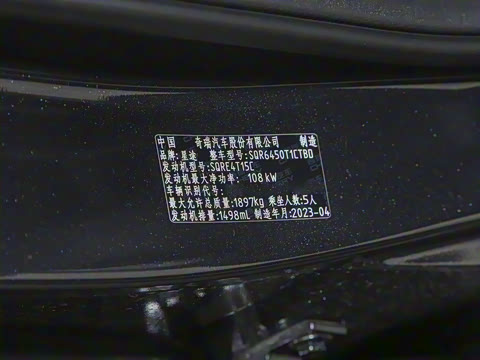 中国 奇瑞汽车股份有限公司 制造
品牌:星途 整车型号:SQR6450T1CTBD
发动机型号:SQRE4T15C
发动机最大净功率: 108kW
车辆识别代号:
最大允许总质量:1897kg 乘坐人数:5人
发动机排量:1498mL 制造年月:2023-04